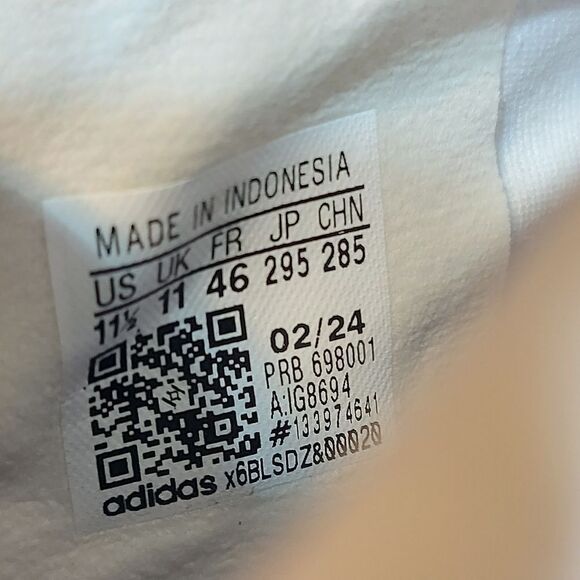 MADE IN INDONESIA
US UK FR JP CHN
11½ 11 46 295 285
02/24
PRB 698001
A:IG8694
#133974641
adidas x6BLSDZ&00020